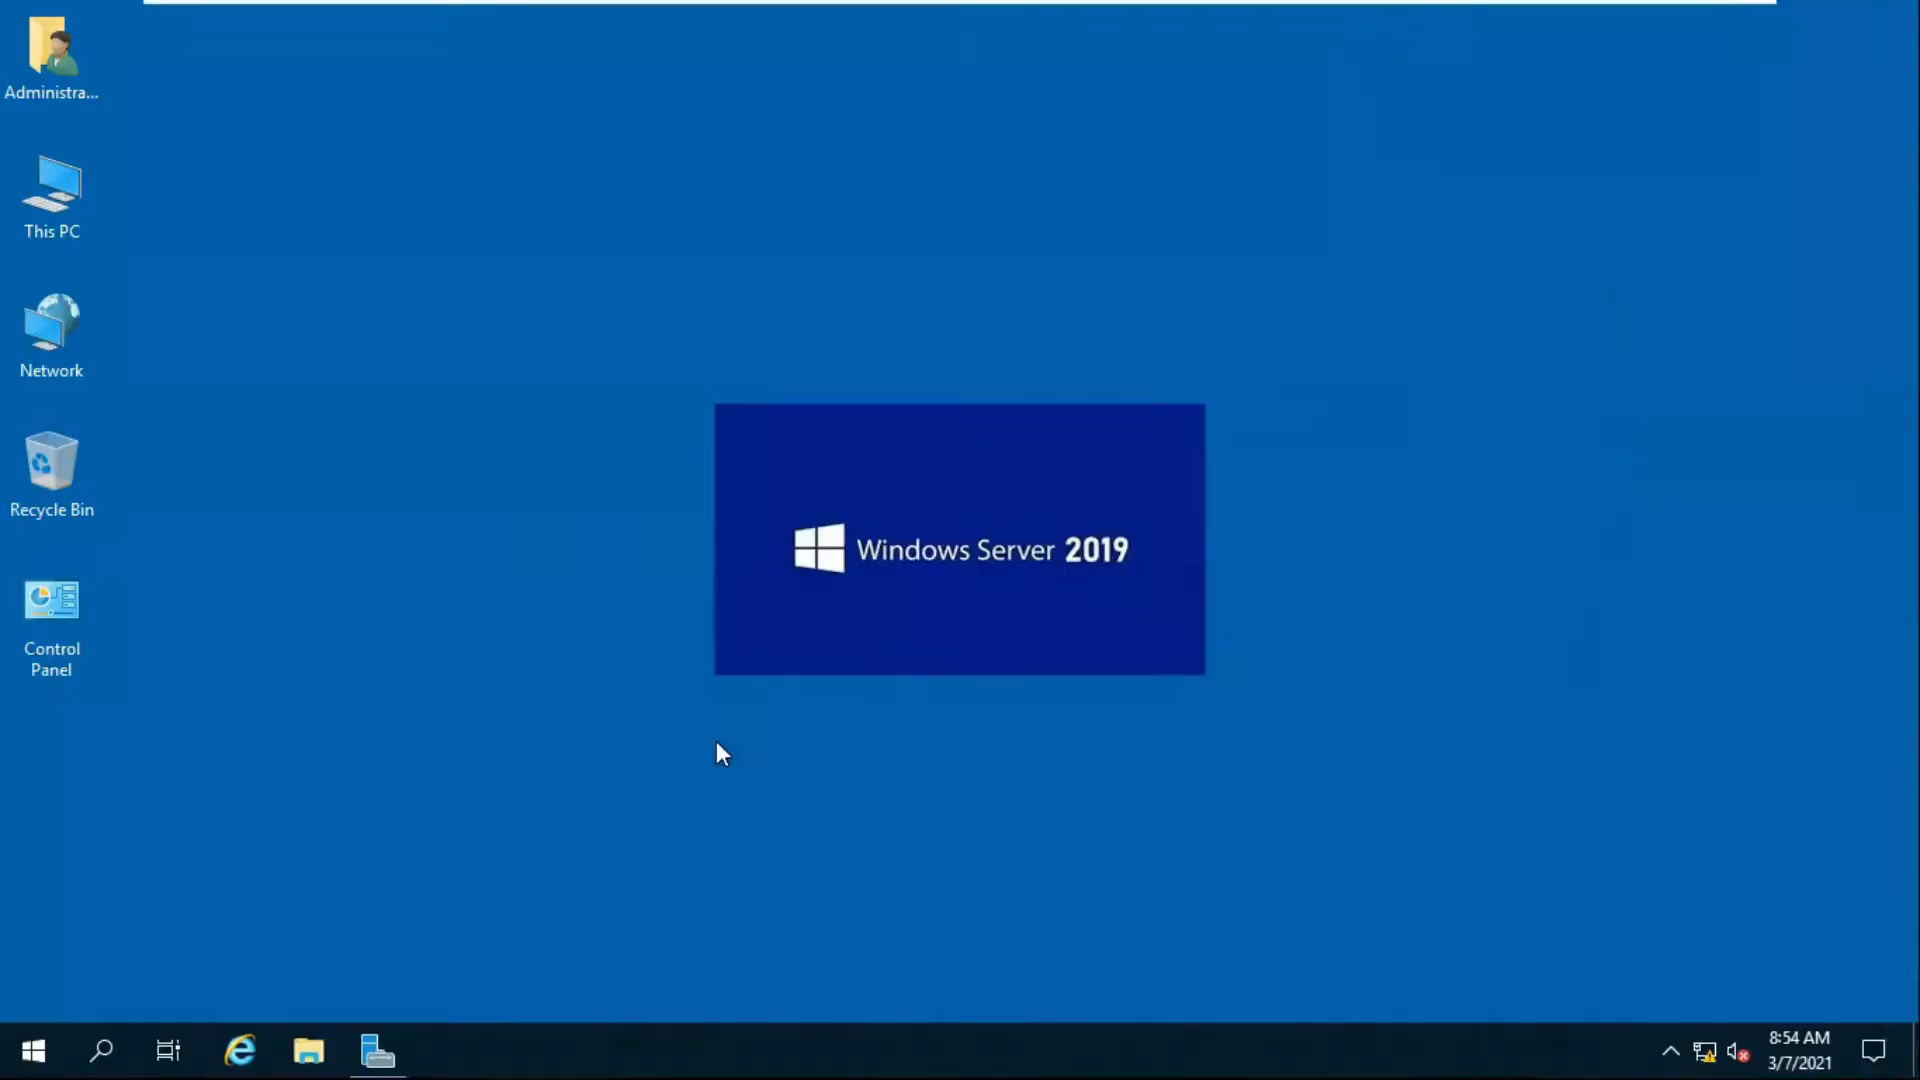 Administra...
This PC
Network
Recycle Bin
Control
Panel
Windows Server 2019
8:54 AM
3/7/2021